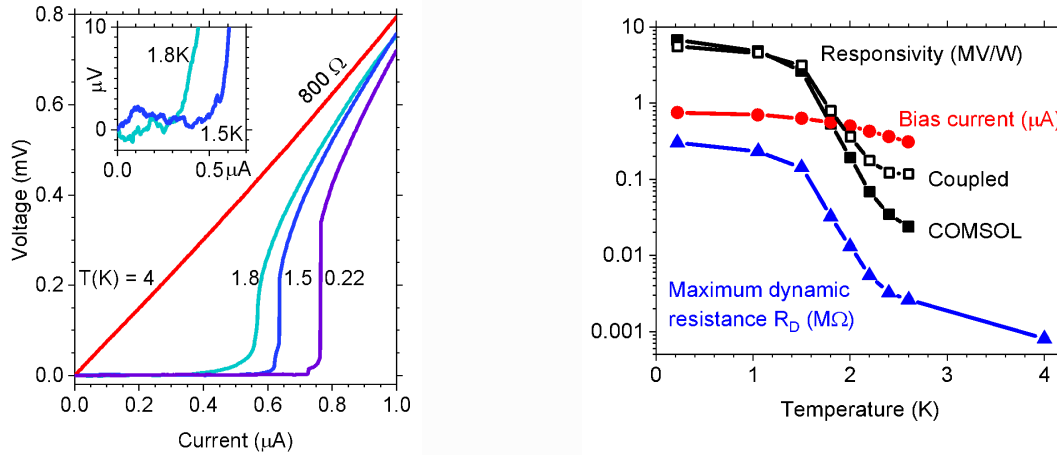 10
μV
0
1.8K
1.5K
0.0
0.5
μA
800 Ω
0.8
0.6
0.4
0.2
0.0
Voltage (mV)
T(K) = 4
1.8
1.5
0.22
0.0
0.2
0.4
0.6
0.8
1.0
Current (μA)
10
1
0.1
0.01
0.001
Responsivity (MV/W)
Bias current (μA)
Coupled
COMSOL
Maximum dynamic
resistance R_D (MΩ)
0
1
2
3
4
Temperature (K)